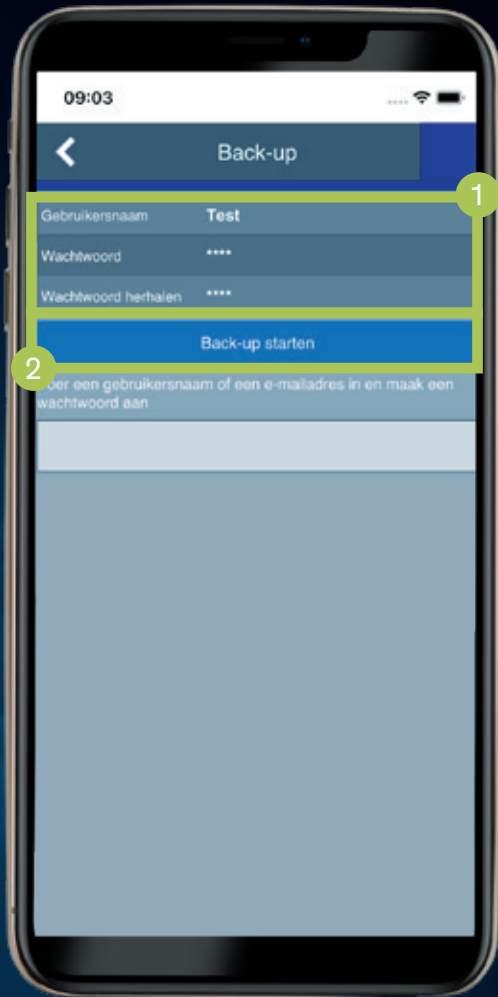 09:03
Back-up
1
Gebruikersnaam Test
Wachtwoord ****
Wachtwoord herhalen ****
Back-up starten
2
een gebruikersnaam of een e-mailadres in en maak een
wachtwoord aan